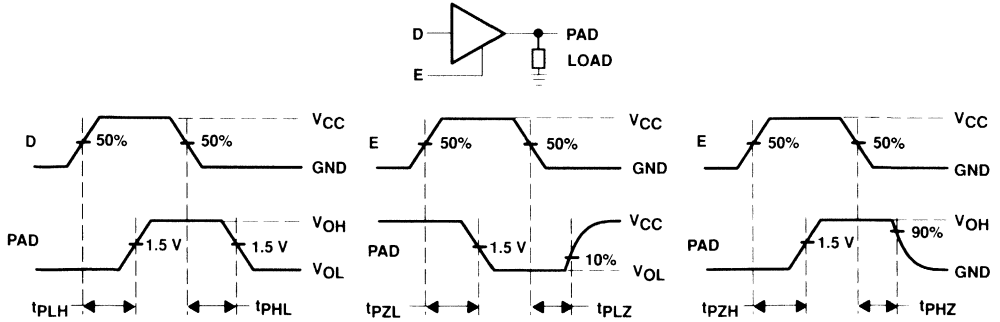 D
PAD
LOAD
E
VCC
D
50%
50%
GND
VOH
PAD
1.5 V
1.5 V
VOL
tPLH
tPHL
VCC
E
50%
50%
GND
VCC
PAD
1.5 V
10%
VOL
tPZL
tPLZ
VCC
E
50%
50%
GND
VOH
90%
PAD
1.5 V
GND
tPZH
tPHZ